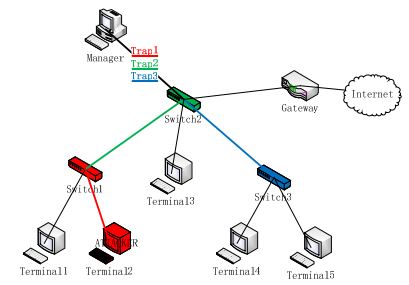 Trap1
Manager
Trap2
Trap3
Internet
Gateway
Switch2
Switch1
Terminal3
Switch3
ATTACKER
Terminal1
Terminal2
Terminal4
Terminal5